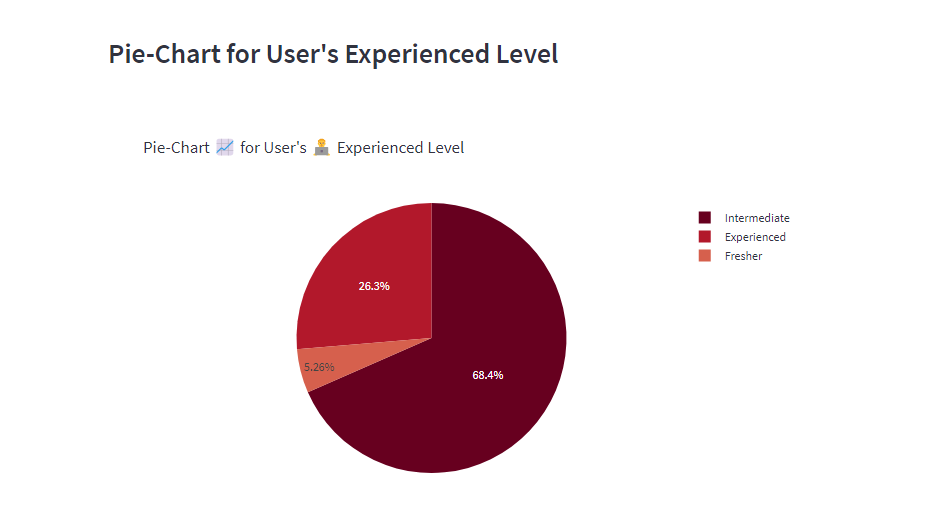 Pie-Chart for User's Experienced Level
Pie-Chart 📈 for User's 👨‍💻 Experienced Level
Intermediate
Experienced
Fresher
26.3%
5.26%
68.4%